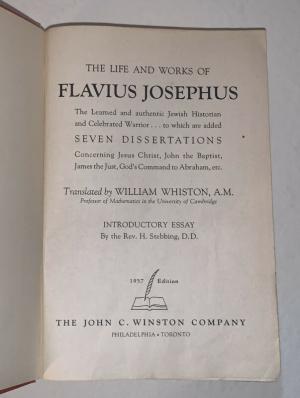 THE LIFE AND WORKS OF
FLAVIUS JOSEPHUS
The Learned and authentic Jewish Historian
and Celebrated Warrior . . . to which are added
SEVEN DISSERTATIONS
Concerning Jesus Christ, John the Baptist,
James the Just, God's Command to Abraham, etc.
Translated by WILLIAM WHISTON, A.M.
Professor of Mathematics in the University of Cambridge
INTRODUCTORY ESSAY
By the Rev. H. Stebbing, D.D.
1957 Edition
THE JOHN C. WINSTON COMPANY
PHILADELPHIA • TORONTO